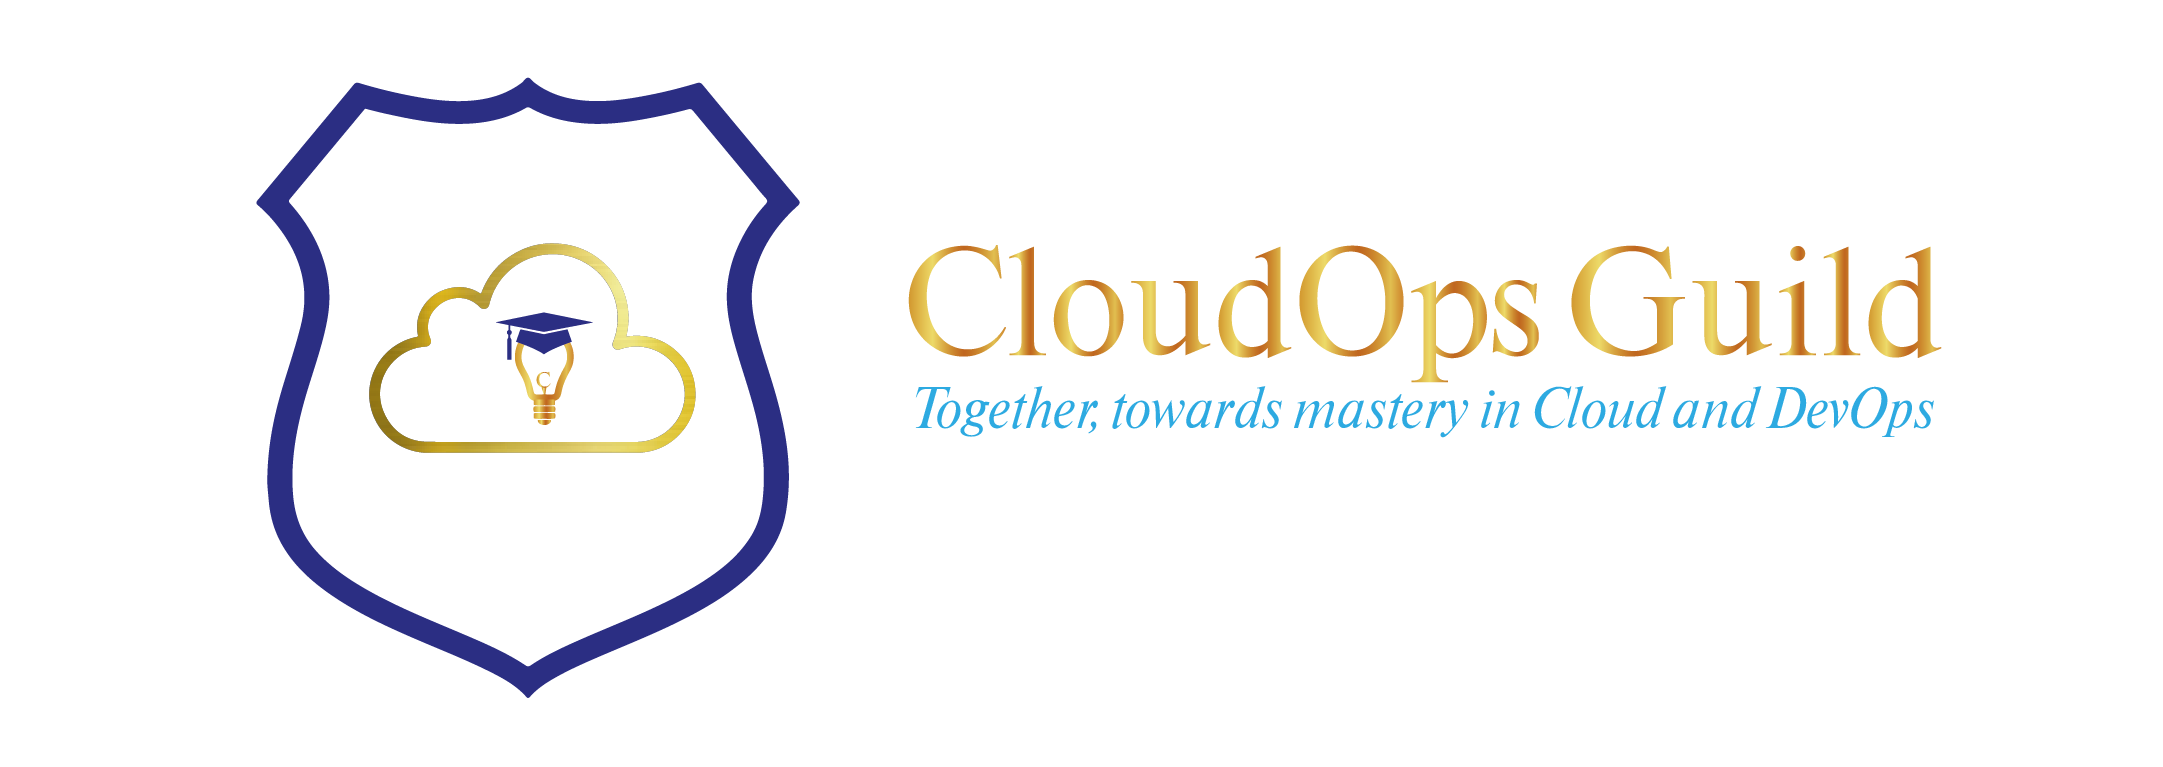 C
CloudOps Guild
Together, towards mastery in Cloud and DevOps